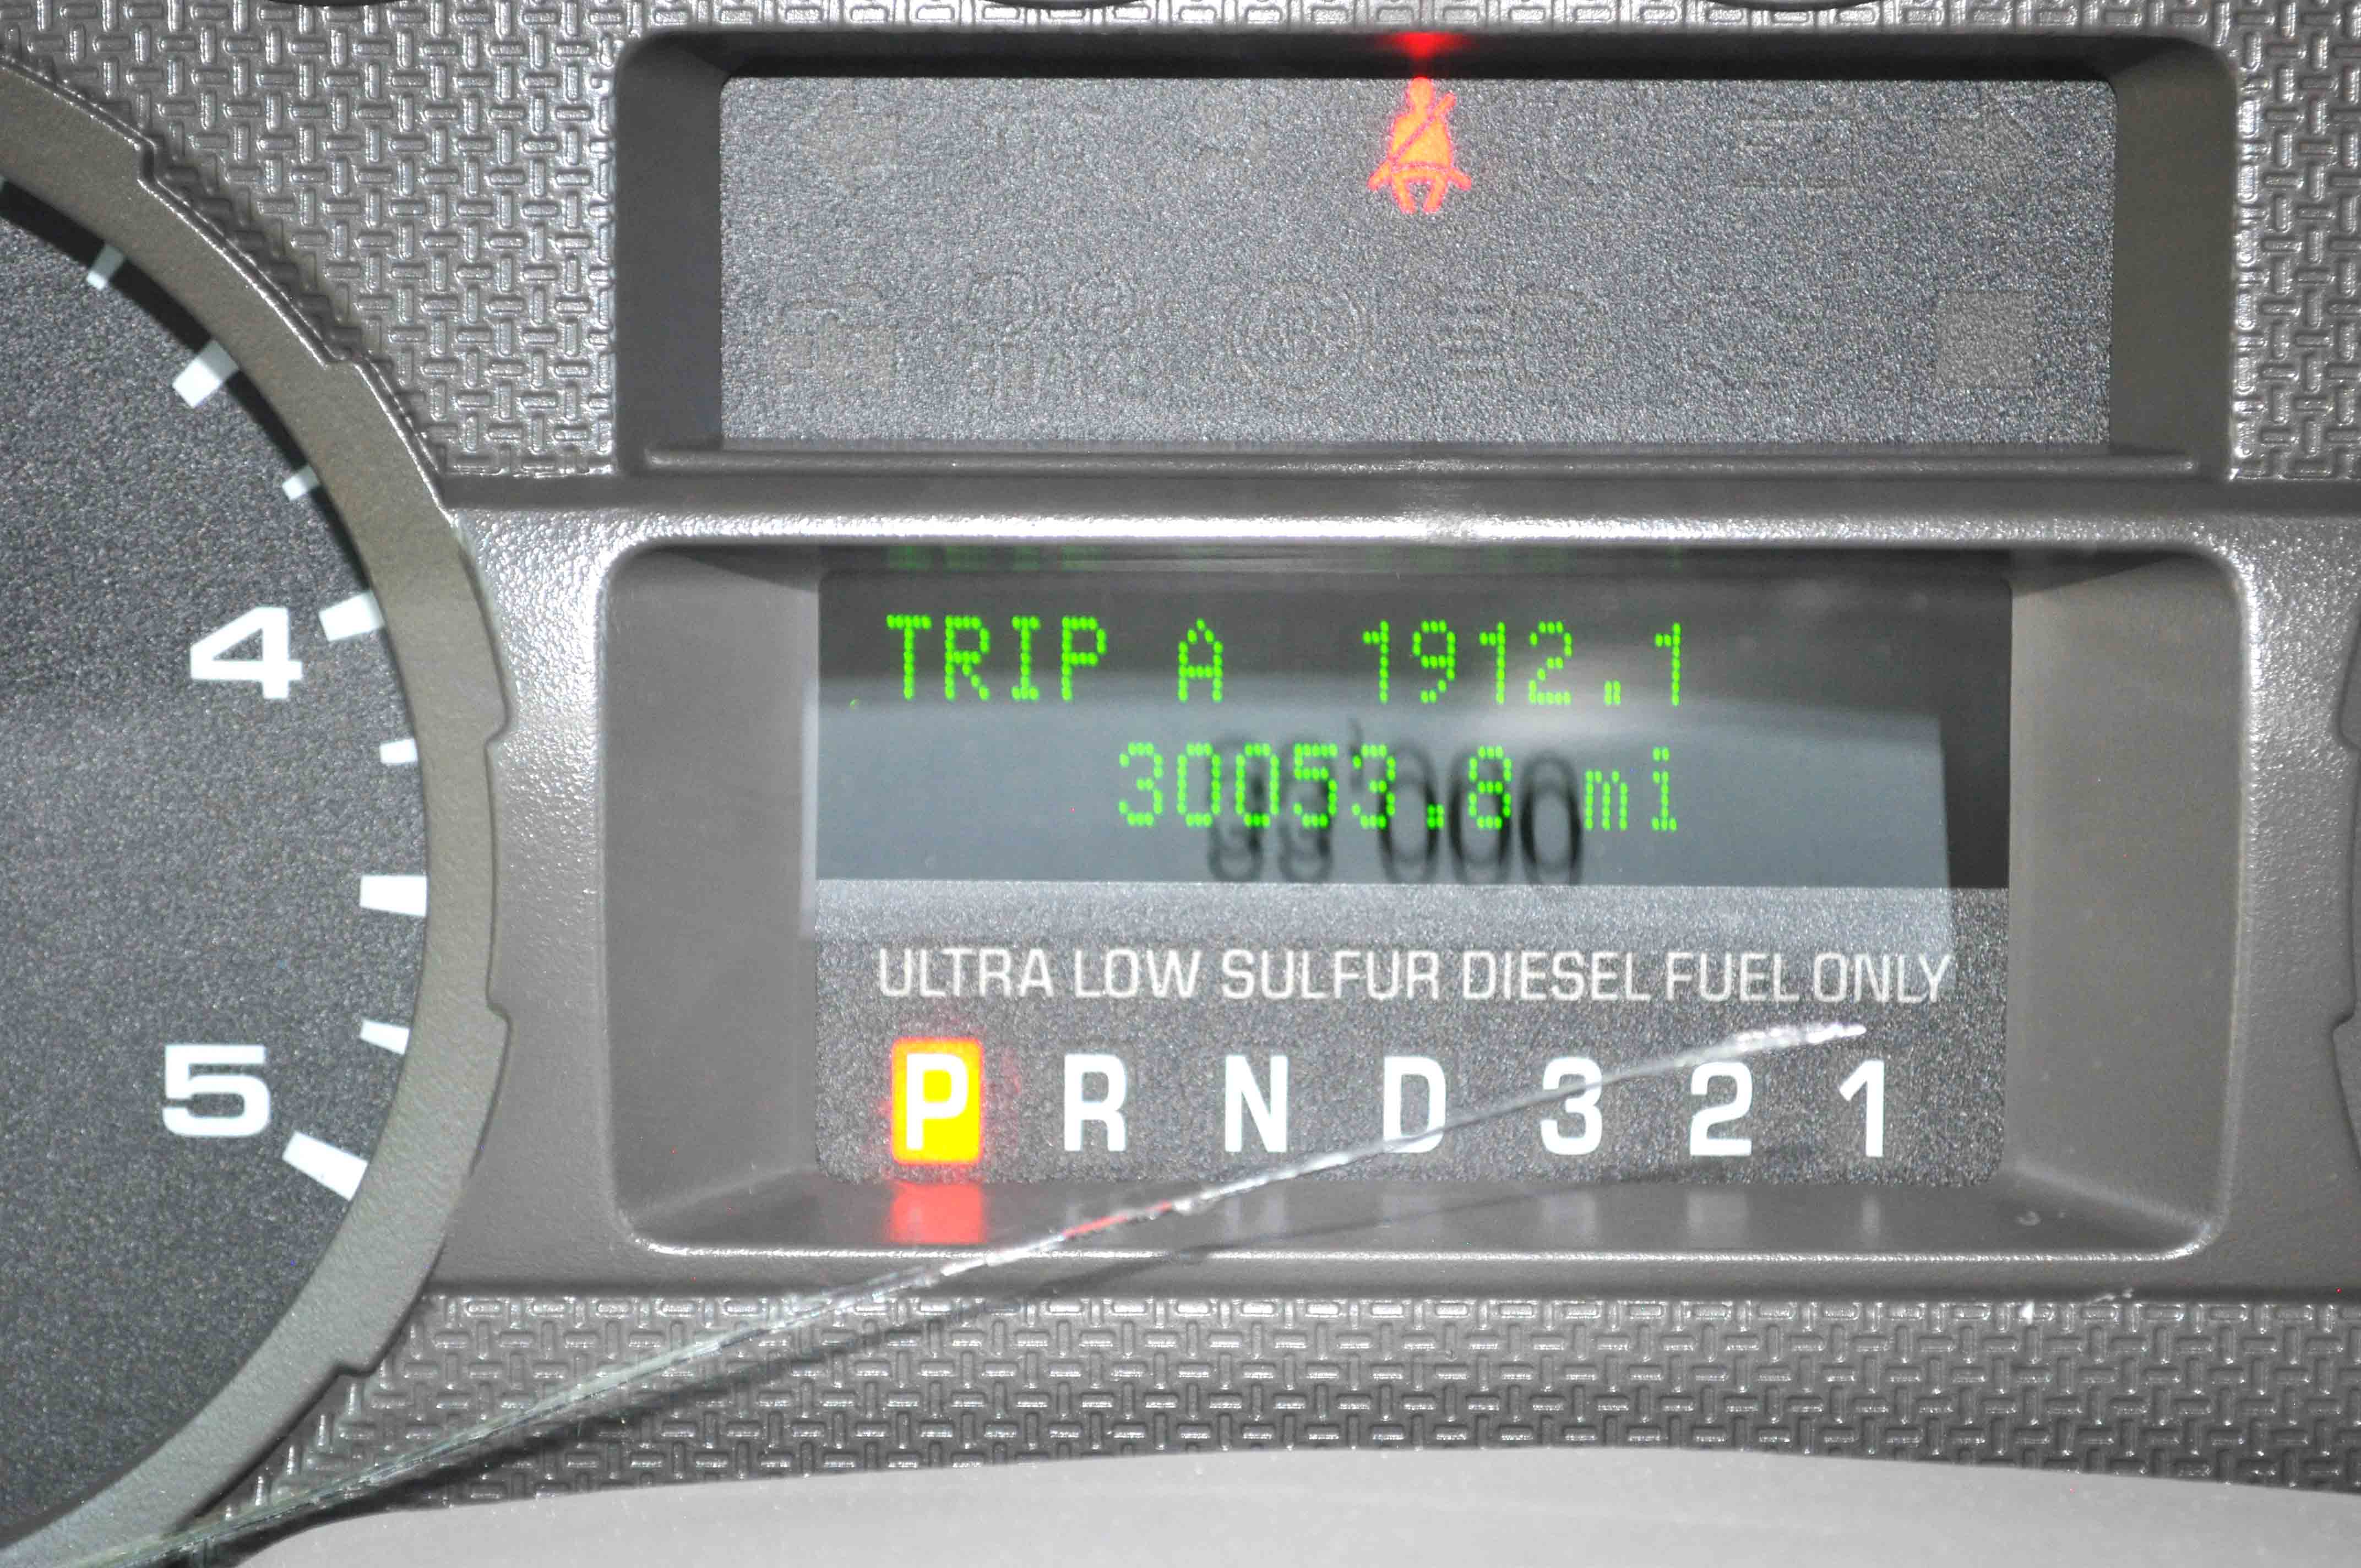 4
TRIP A 1912.1
30053.8 mi
ULTRA LOW SULFUR DIESEL FUEL ONLY
5
P R N D 3 2 1